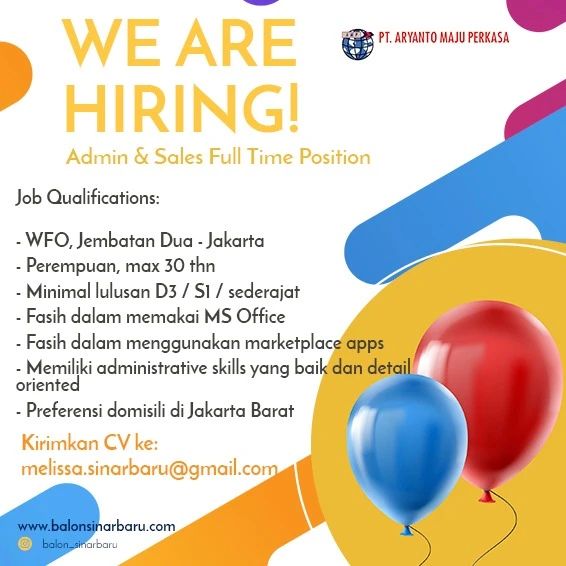 WE ARE
HIRING!
PT. ARYANTO MAJU PERKASA
Admin & Sales Full Time Position
Job Qualifications:
- WFO, Jembatan Dua - Jakarta
- Perempuan, max 30 thn
- Minimal lulusan D3 / S1 / sederajat
- Fasih dalam memakai MS Office
- Fasih dalam menggunakan marketplace apps
- Memiliki administrative skills yang baik dan detail
oriented
- Preferensi domisili di Jakarta Barat
Kirimkan CV ke:
melissa.sinarbaru@gmail.com
www.balonsinarbaru.com
balon_sinarbaru